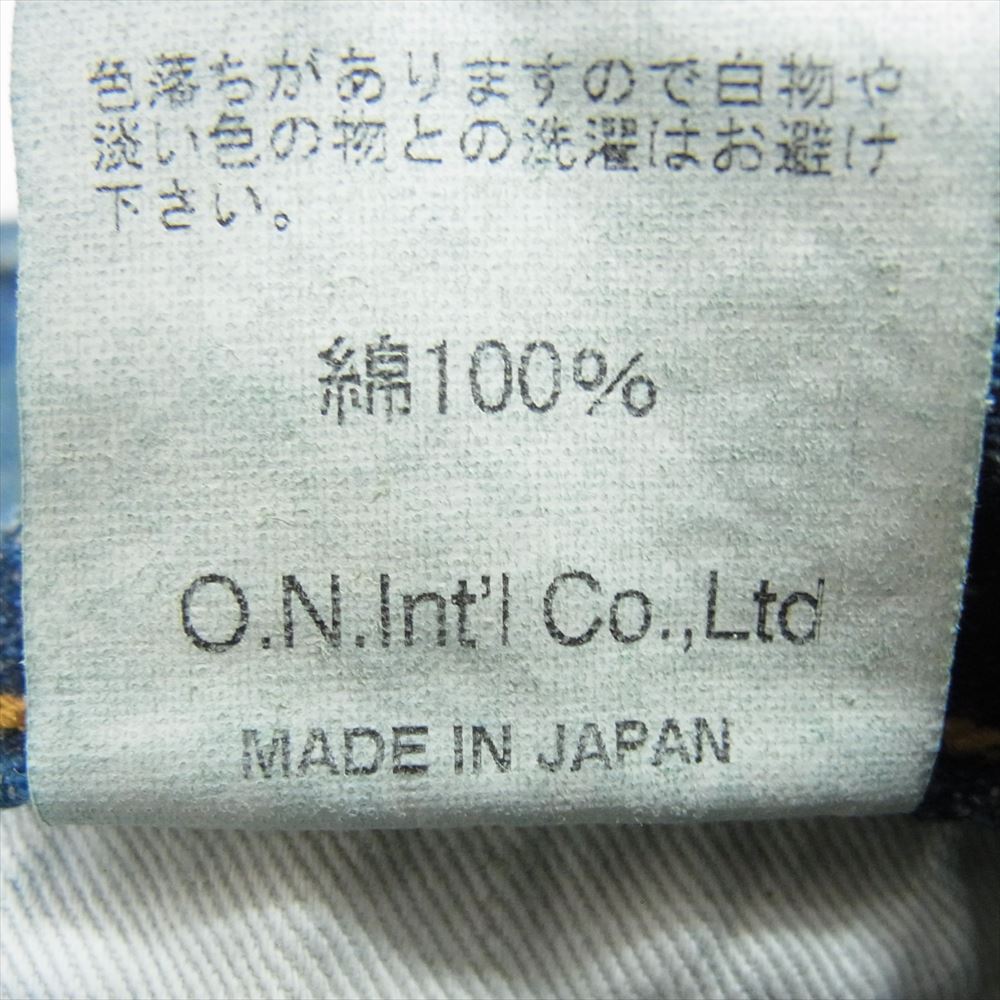 色落ちがありますので白物や
淡い色の物との洗濯はお避け
下さい。
綿100%
O.N.Int'l Co.,Ltd
MADE IN JAPAN